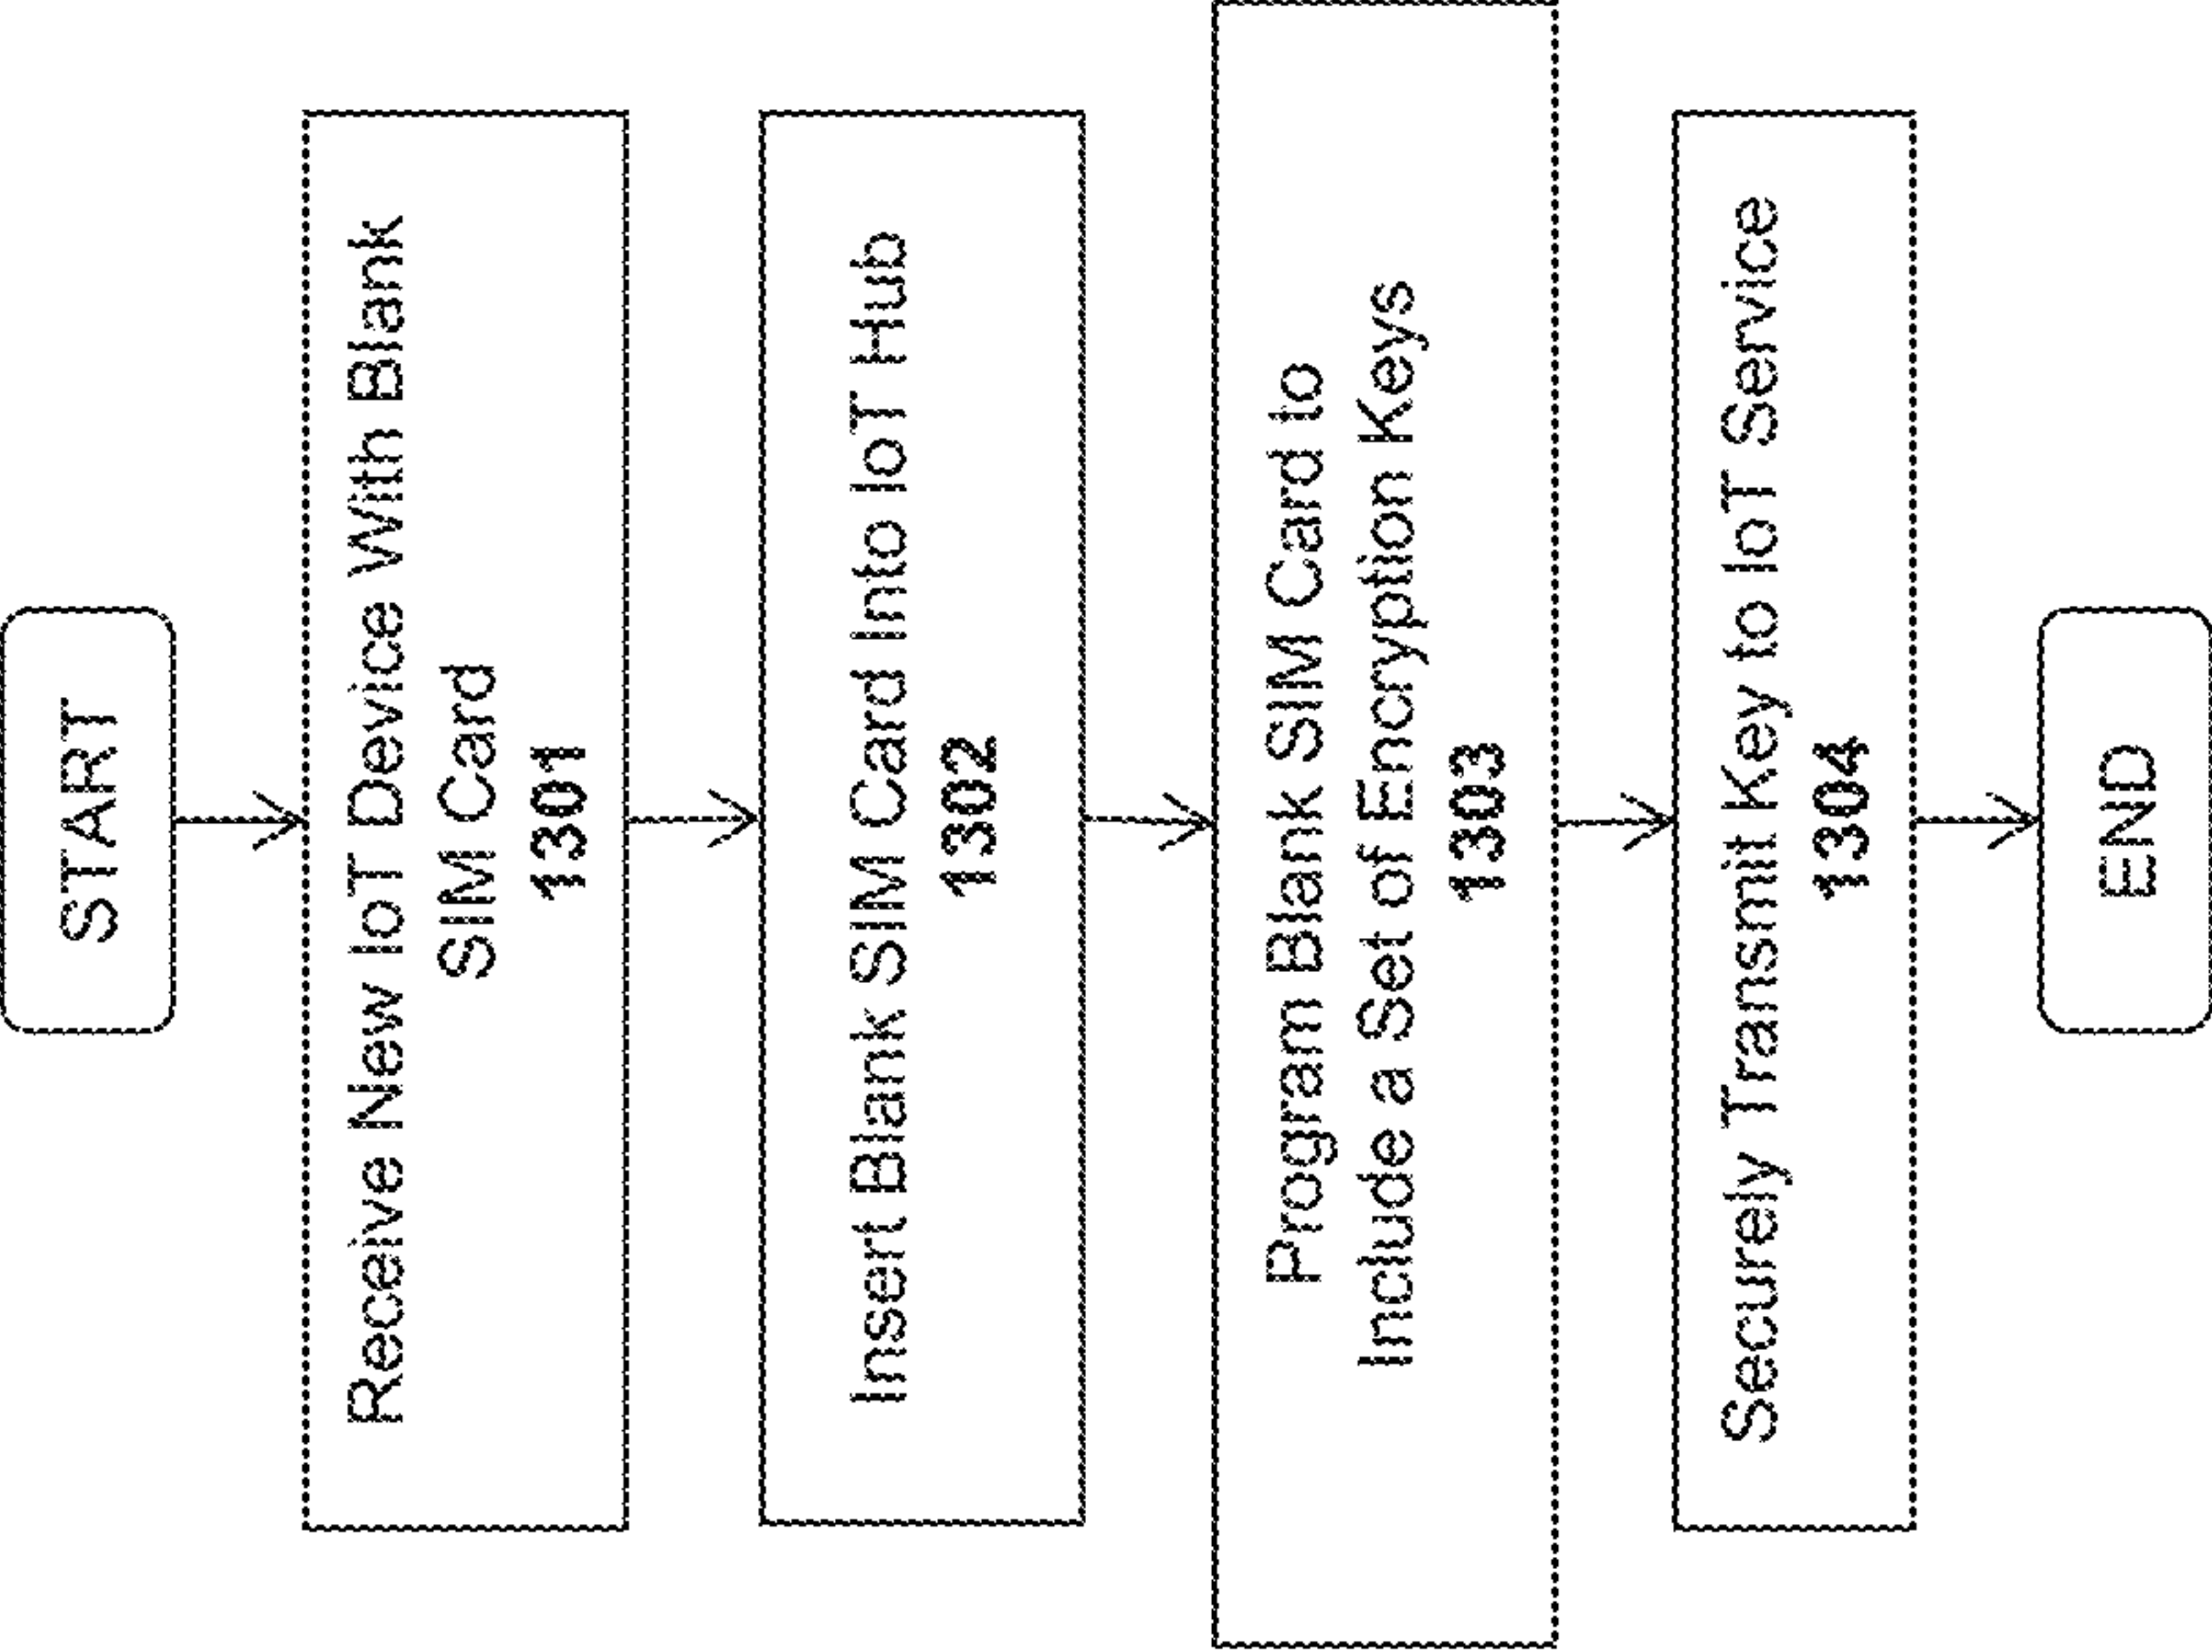 START
Receive New IoT Device With Blank
SIM Card
1301
Insert Blank SIM Card Into IoT Hub
1302
Program Blank SIM Card to
Include a Set of Encryption Keys
1303
Securely Transmit Key to IoT Service
1304
END